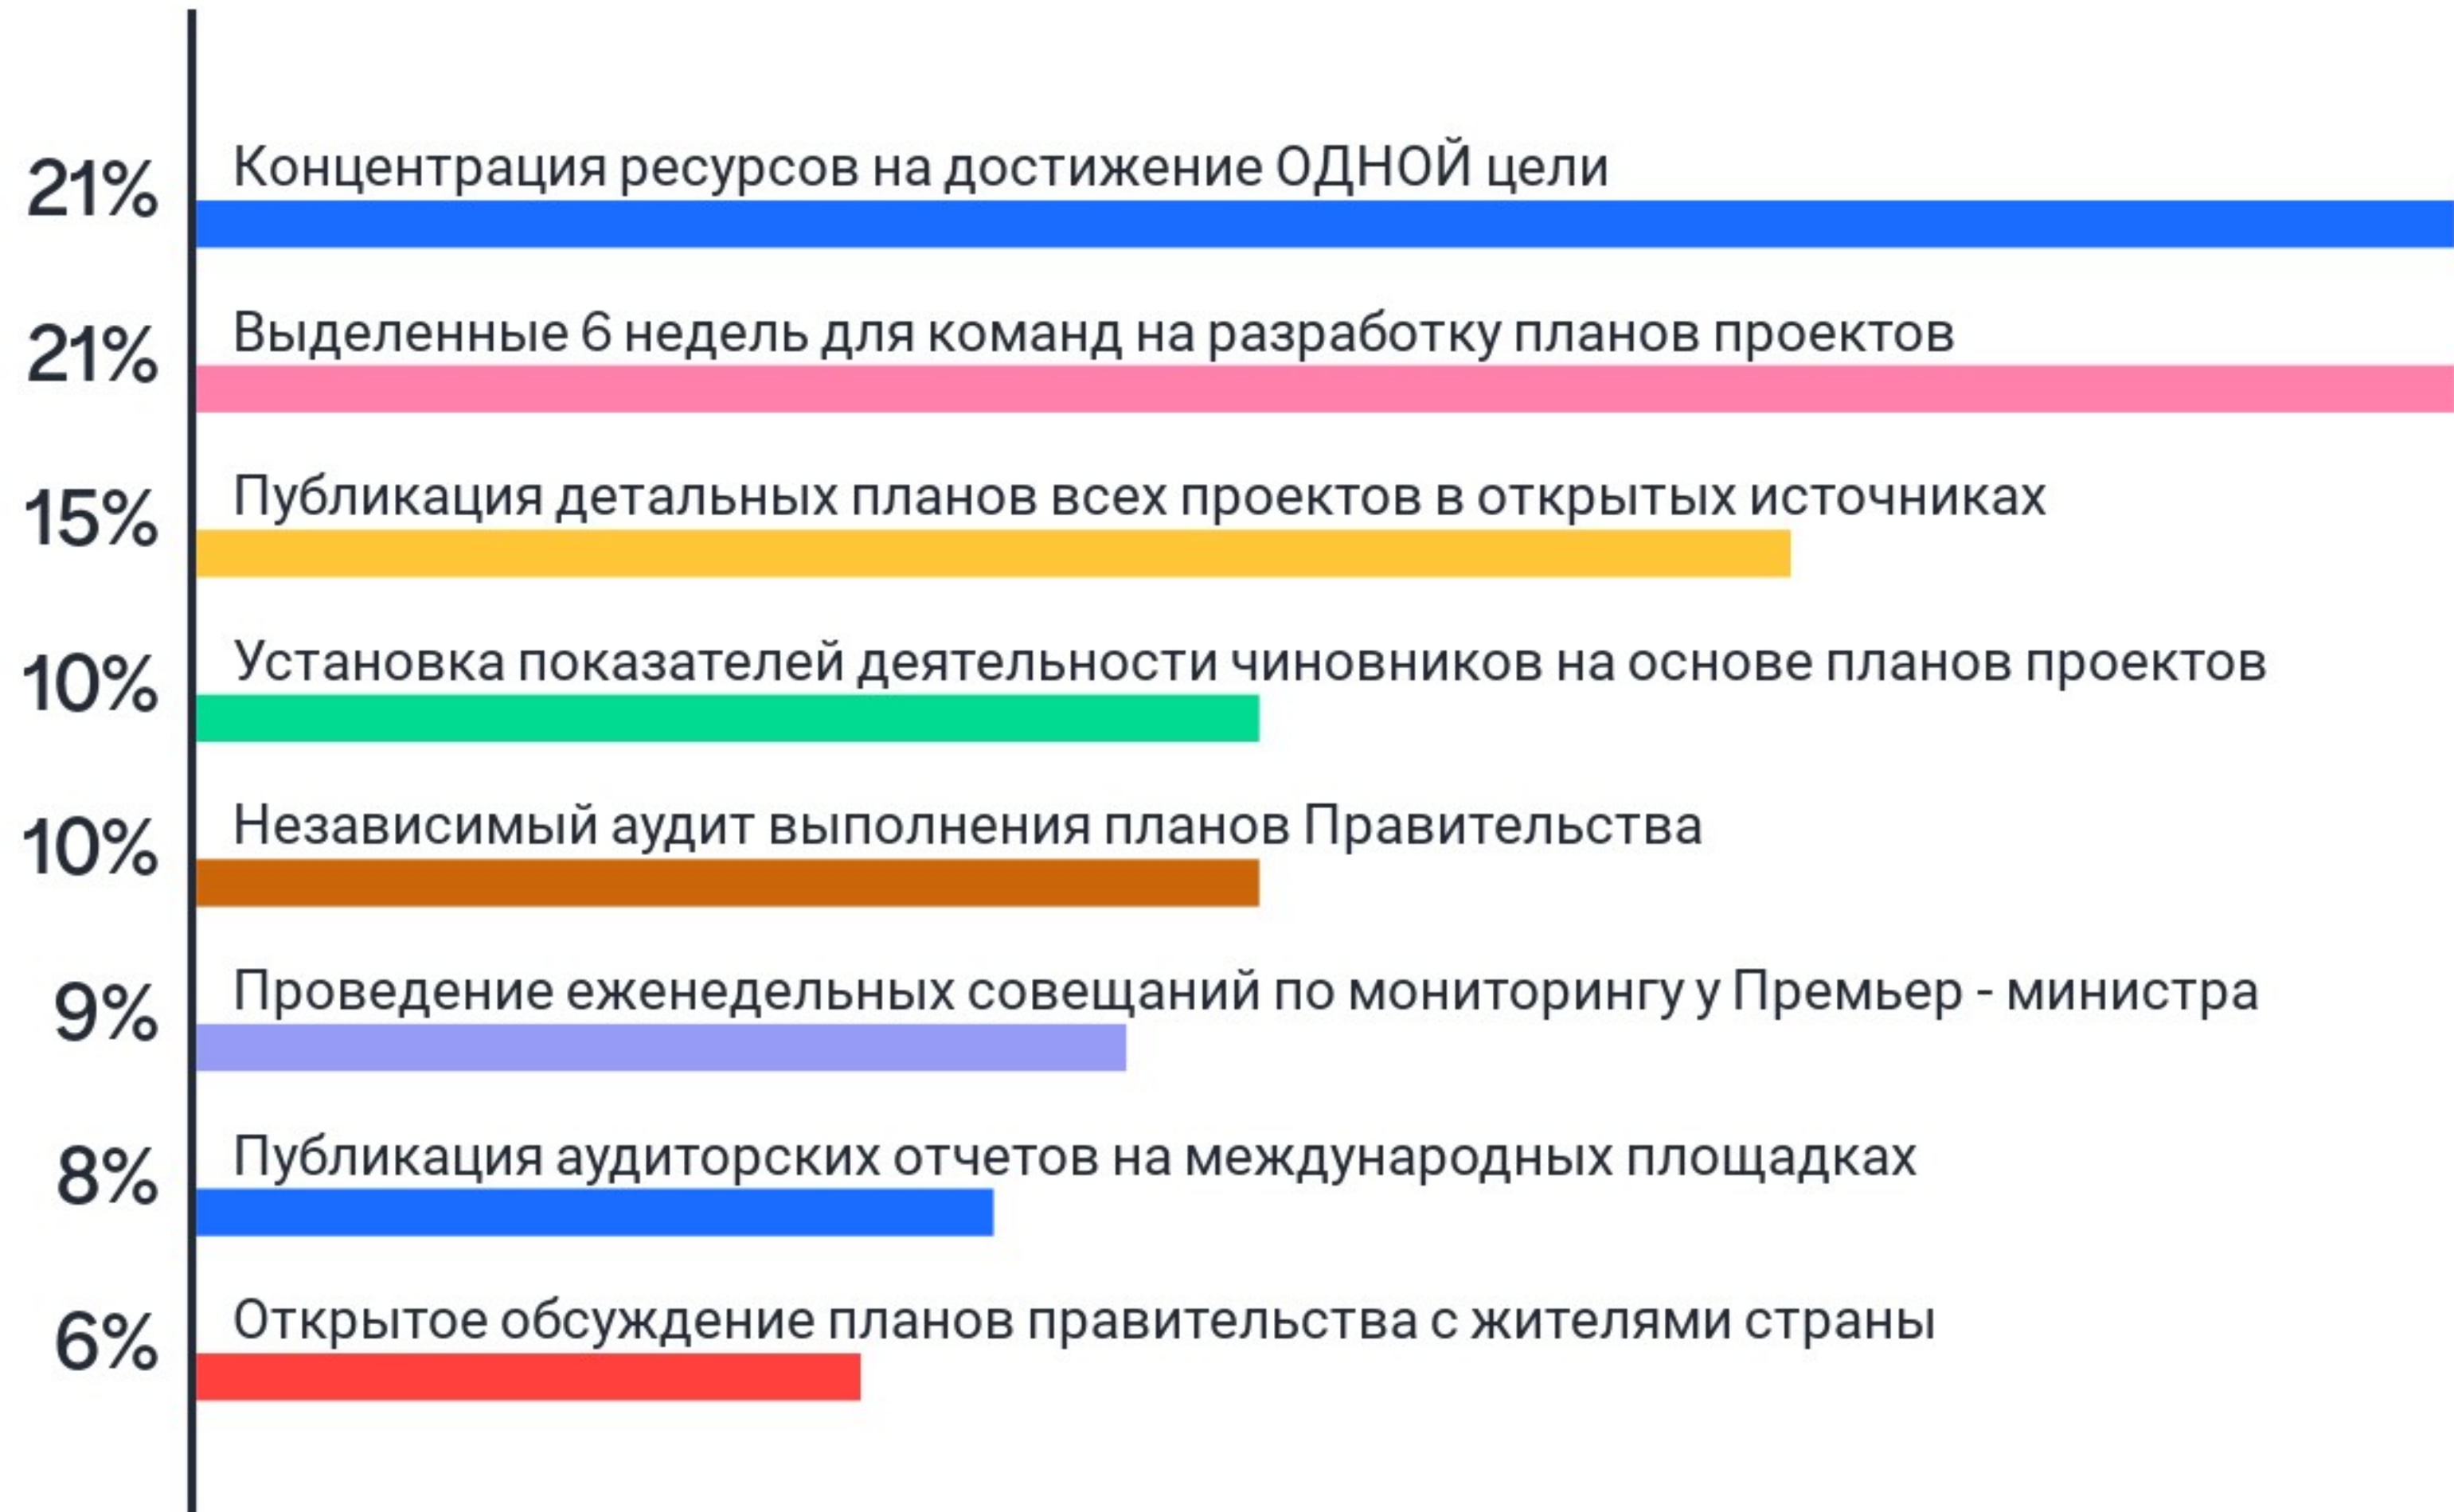 21% Концентрация ресурсов на достижение ОДНОЙ цели
21% Выделенные 6 недель для команд на разработку планов проектов
15% Публикация детальных планов всех проектов в открытых источниках
10% Установка показателей деятельности чиновников на основе планов проектов
10% Независимый аудит выполнения планов Правительства
9% Проведение еженедельных совещаний по мониторингу у Премьер - министра
8% Публикация аудиторских отчетов на международных площадках
6% Открытое обсуждение планов правительства с жителями страны